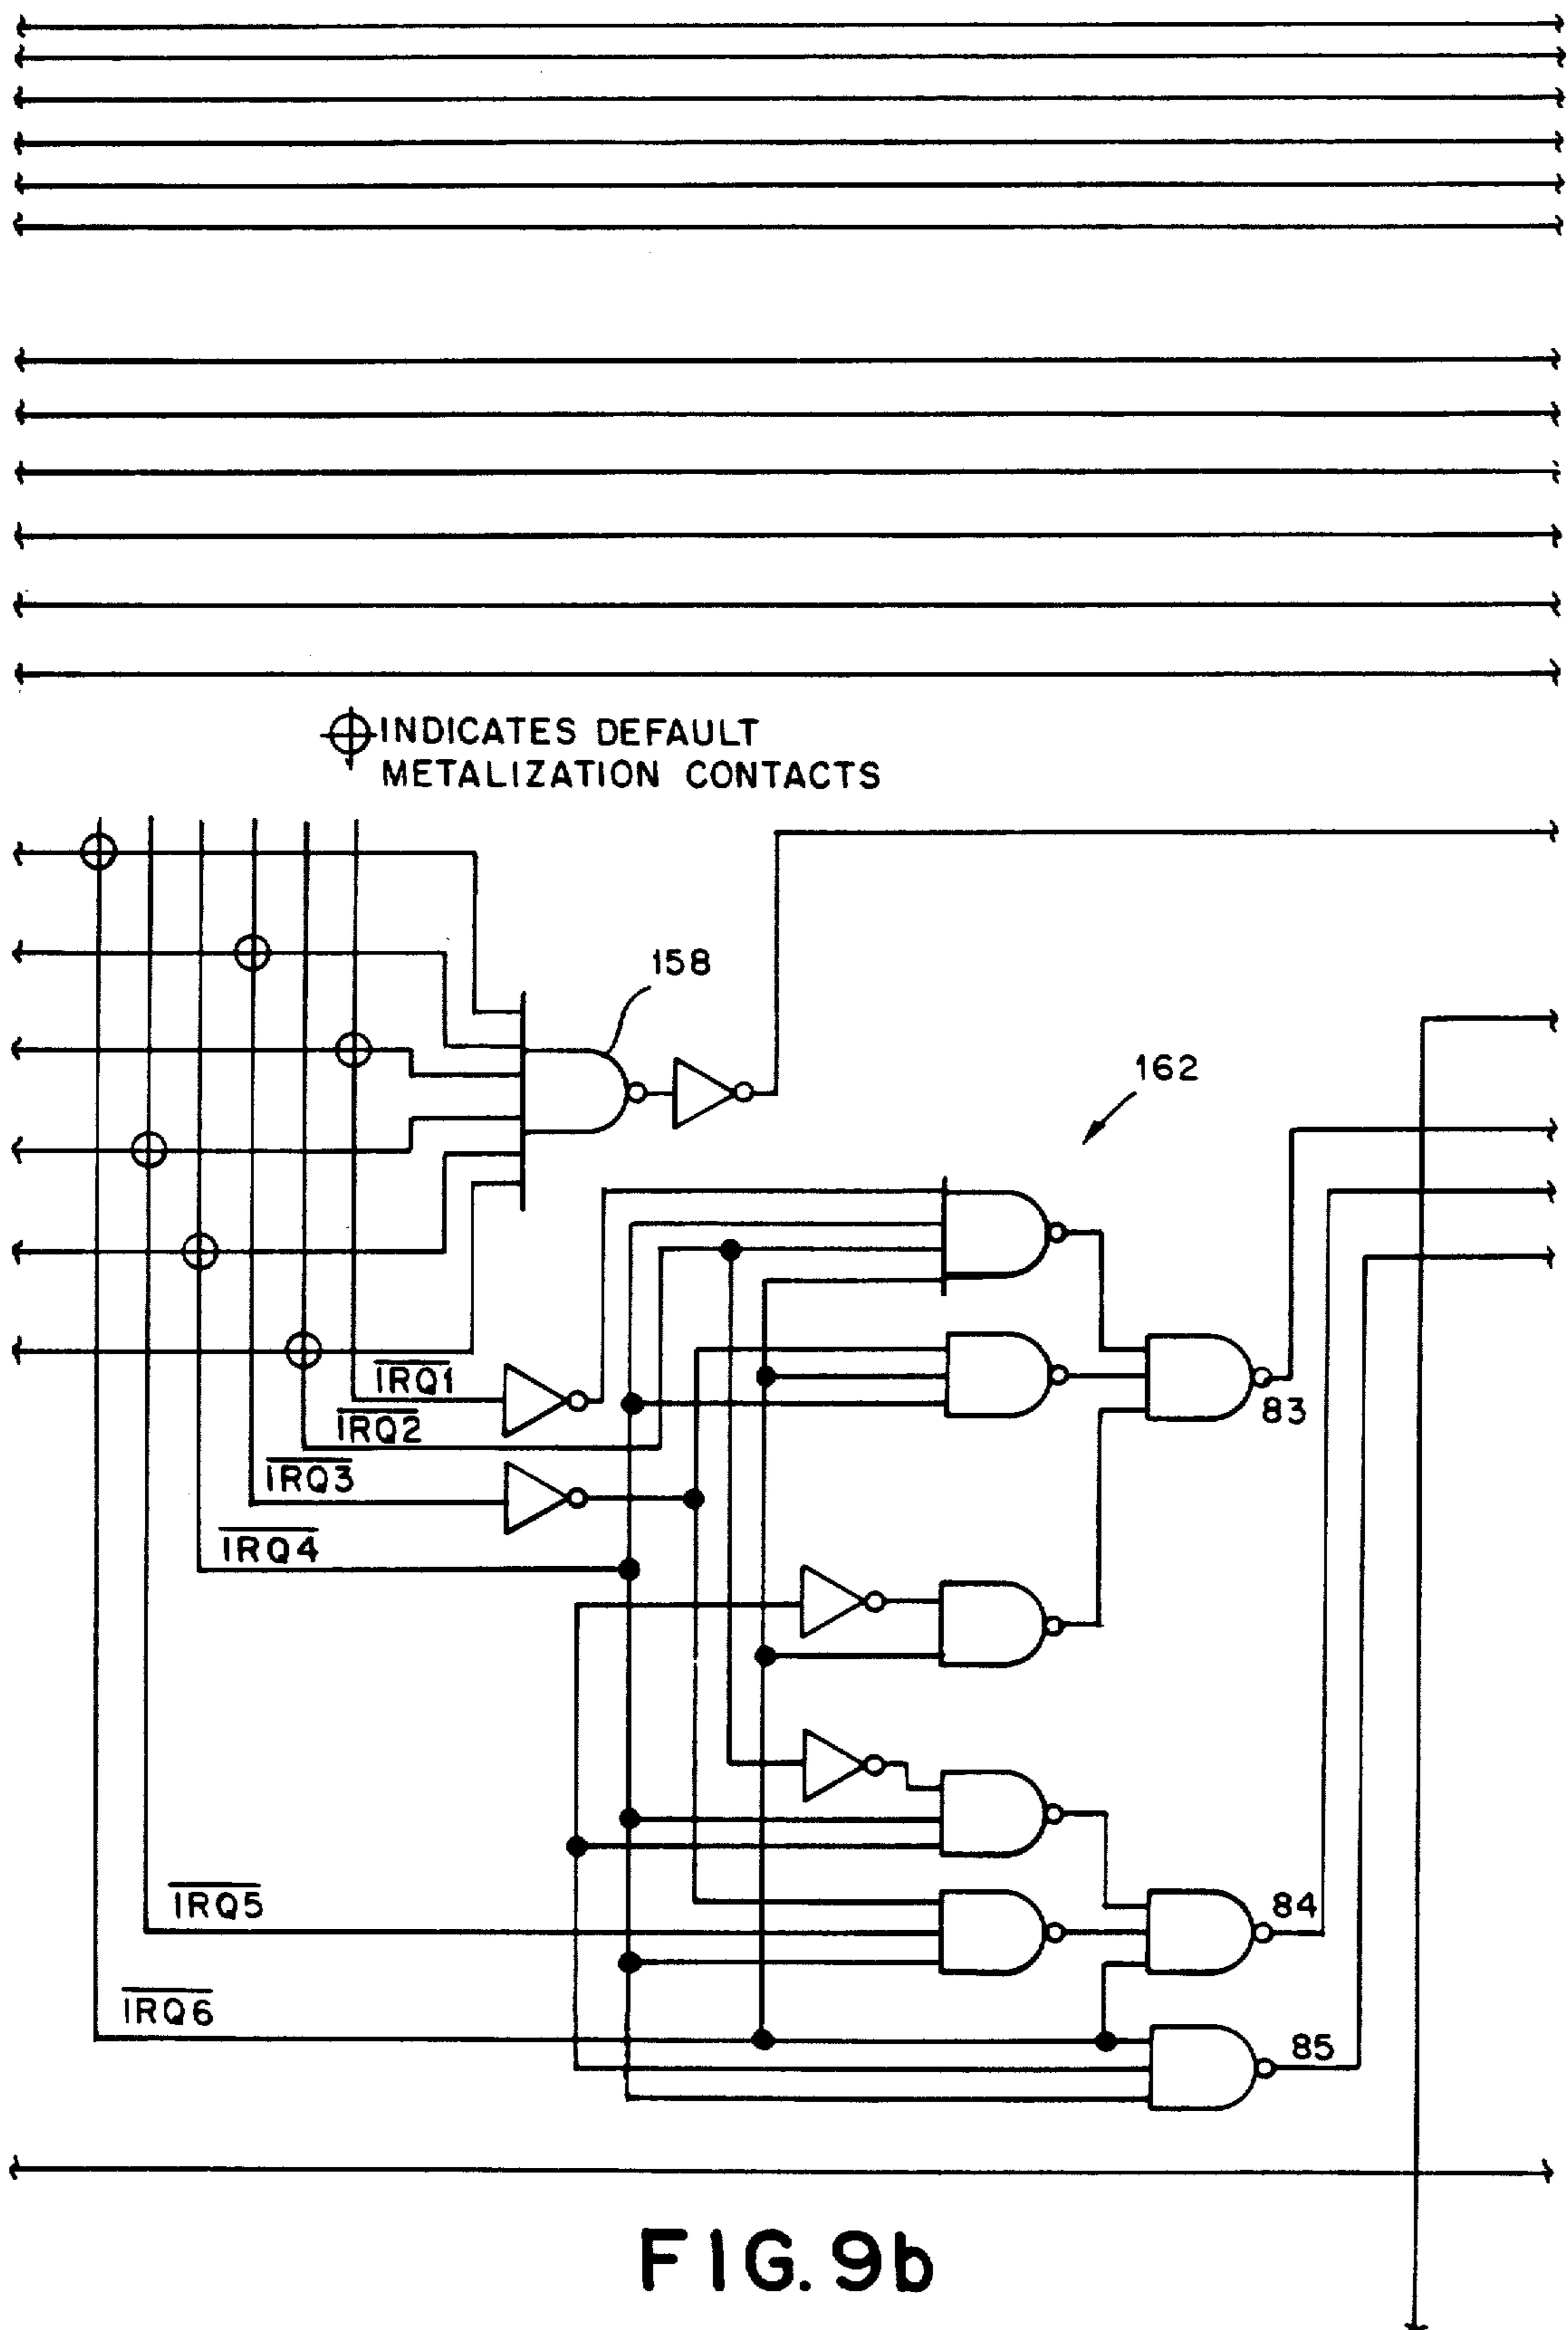 INDICATES DEFAULT
METALIZATION CONTACTS
158
162
IRQ1
IRQ2
83
IRQ3
IRQ4
IRQ5
84
IRQ6
85
FIG. 9b